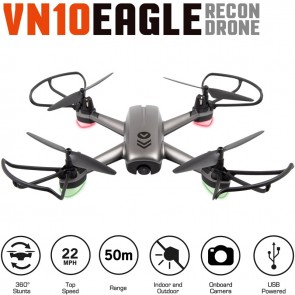 VN10EAGLE RECON
DRONE
22
MPH
50m
360°
Stunts
Top
Speed
Range
Indoor and
Outdoor
Onboard
Camera
USB
Powered